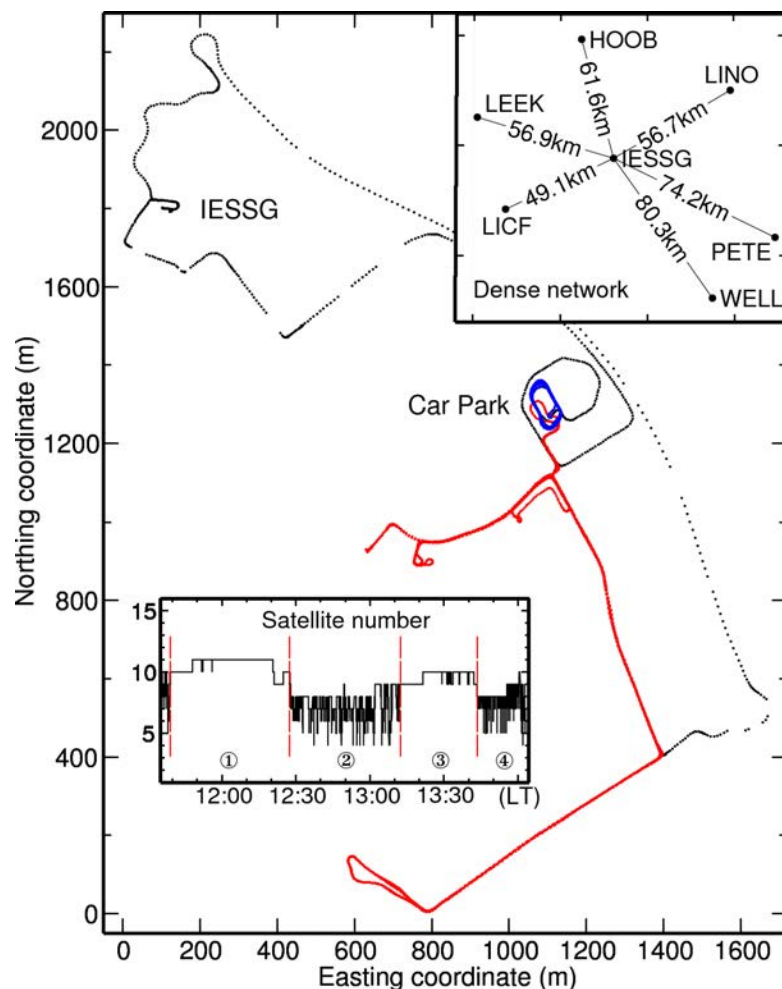 HOOB
LINO
LEEK
61.6km
56.9km
56.7km
IESSG
49.1km
74.2km
80.3km
LICF
PETE
WELL
Dense network
2000
1600
1200
800
400
0
Northing coordinate (m)
IESSG
Car Park
Satellite number
15
10
5
① ② ③ ④
12:00 12:30 13:00 13:30 (LT)
0 200 400 600 800 1000 1200 1400 1600
Easting coordinate (m)